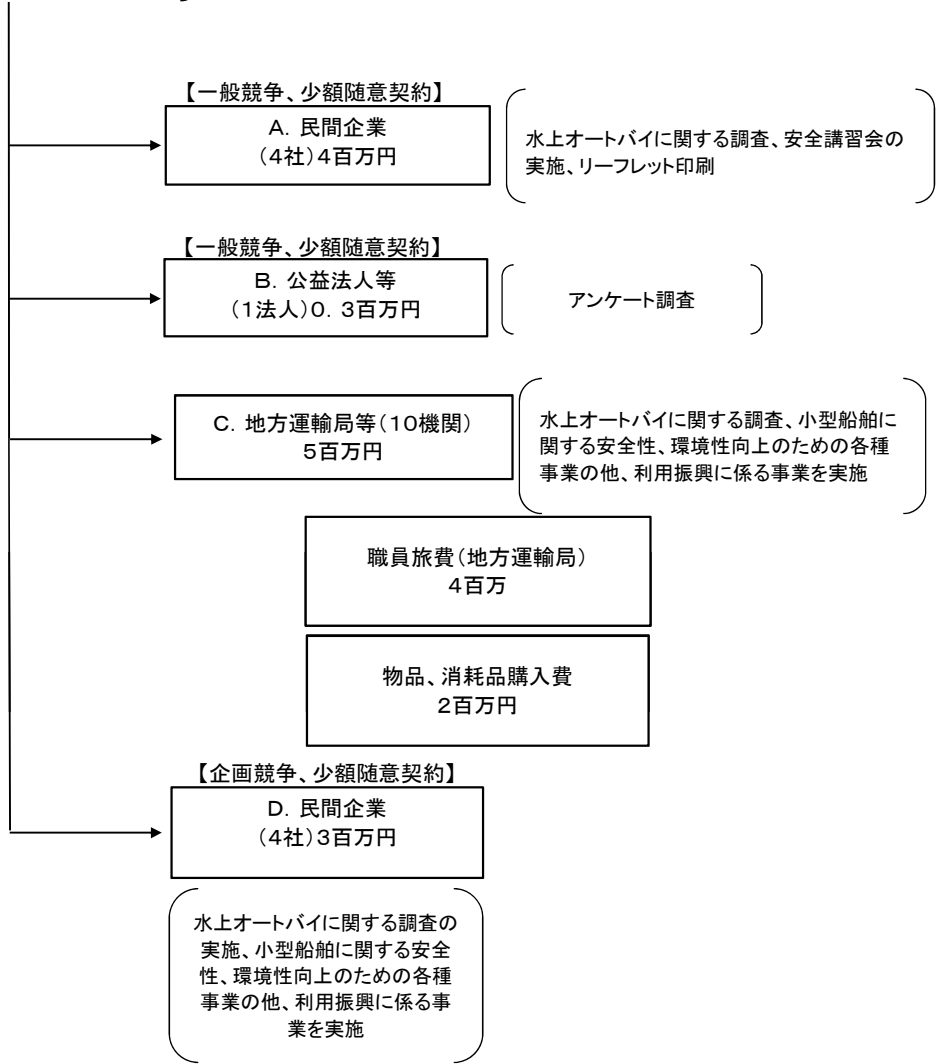 【一般競争、少額随意契約】
A．民間企業
（4社）4百万円
水上オートバイに関する調査、安全講習会の
実施、リーフレット印刷
【一般競争、少額随意契約】
B．公益法人等
（1法人）0．3百万円
アンケート調査
C．地方運輸局等（10機関）
5百万円
水上オートバイに関する調査、小型船舶に
関する安全性、環境性向上のための各種
事業の他、利用振興に係る事業を実施
職員旅費（地方運輸局）
4百万
物品、消耗品購入費
2百万円
【企画競争、少額随意契約】
D．民間企業
（4社）3百万円
水上オートバイに関する調査の
実施、小型船舶に関する安全
性、環境性向上のための各種
事業の他、利用振興に係る事
業を実施